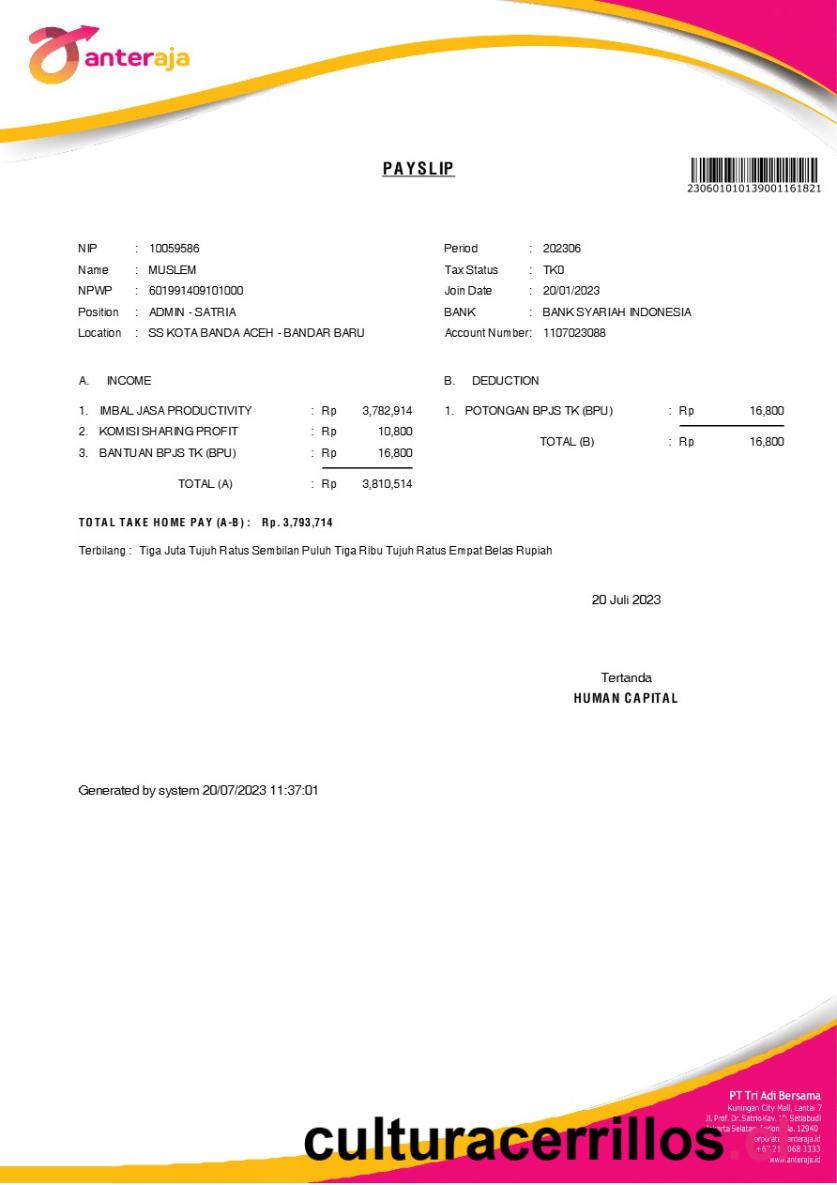 anteraja
PAYSLIP
230601010139001161821
NIP : 10059586
Name : MUSLEM
NPWP : 601991409101000
Position : ADMIN - SATRIA
Location : SS KOTA BANDA ACEH - BANDAR BARU
Period : 202306
Tax Status : TK0
Join Date : 20/01/2023
BANK : BANK SYARIAH INDONESIA
Account Number : 1107023088
A. INCOME
1. IMBAL JASA PRODUCTIVITY : Rp 3,782,914
2. KOMISI SHARING PROFIT : Rp 10,800
3. BANTUAN BPJS TK (BPU) : Rp 16,800
TOTAL (A) : Rp 3,810,514
B. DEDUCTION
1. POTONGAN BPJS TK (BPU) : Rp 16,800
TOTAL (B) : Rp 16,800
TOTAL TAKE HOME PAY (A-B) : Rp. 3,793,714
Terbilang : Tiga Juta Tujuh Ratus Sembilan Puluh Tiga Ribu Tujuh Ratus Empat Belas Rupiah
20 Juli 2023
Tertanda
HUMAN CAPITAL
Generated by system 20/07/2023 11:37:01
PT Tri Adi Bersama
Kuningan City Mall, Lantai 7
Jl. Prof. Dr. Satrio Kav. Setiabudi
Selatan, 12940
anteraja.id
+62 21 068 3333
www.anteraja.id
culturacerrillos